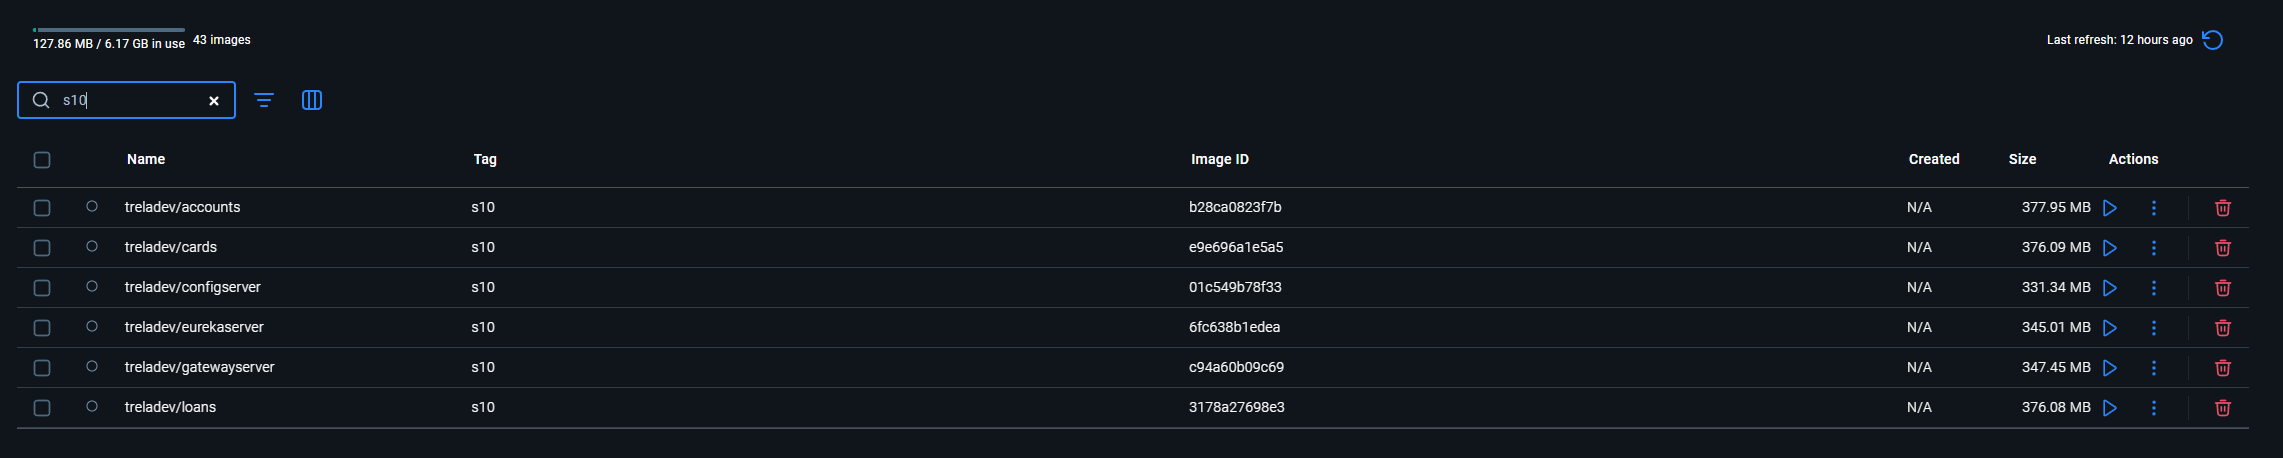 127.86 MB / 6.17 GB in use 43 images Last refresh: 12 hours ago
s10
Name Tag Image ID Created Size Actions
treladev/accounts s10 b28ca0823f7b N/A 377.95 MB
treladev/cards s10 e9e696a1e5a5 N/A 376.09 MB
treladev/configserver s10 01c549b78f33 N/A 331.34 MB
treladev/eurekaserver s10 6fc638b1edea N/A 345.01 MB
treladev/gatewayserver s10 c94a60b09c69 N/A 347.45 MB
treladev/loans s10 3178a27698e3 N/A 376.08 MB